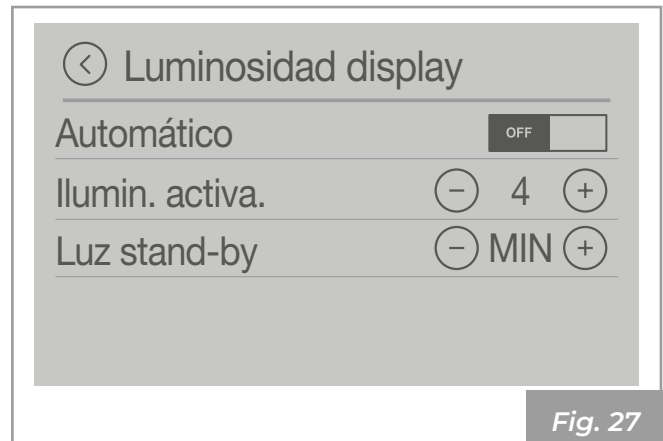 Luminosidad display
Automático OFF
Ilumin. activa. − 4 +
Luz stand-by − MIN +
Fig. 27